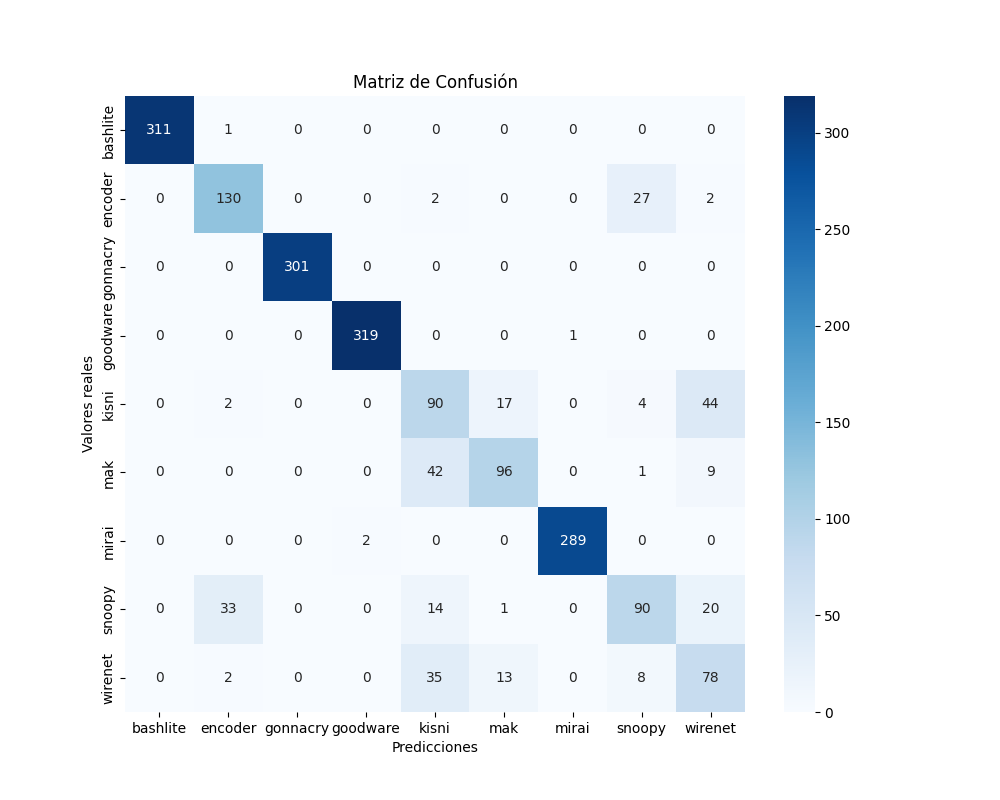 Matriz de Confusión
Valores reales
bashlite 311 1 0 0 0 0 0 0 0
encoder 0 130 0 0 2 0 0 27 2
gonnacry 0 0 301 0 0 0 0 0 0
goodware 0 0 0 319 0 0 1 0 0
kisni 0 2 0 0 90 17 0 4 44
mak 0 0 0 0 42 96 0 1 9
mirai 0 0 0 2 0 0 289 0 0
snoopy 0 33 0 0 14 1 0 90 20
wirenet 0 2 0 0 35 13 0 8 78
bashlite encoder gonnacry goodware kisni mak mirai snoopy wirenet
Predicciones
300
250
200
150
100
50
0